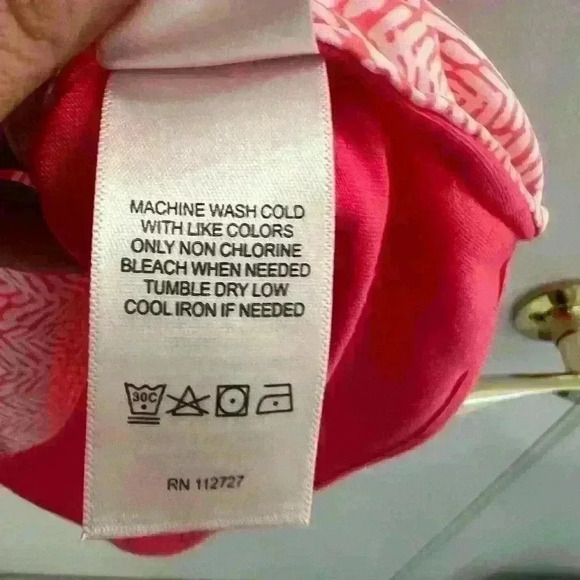 MACHINE WASH COLD
WITH LIKE COLORS
ONLY NON CHLORINE
BLEACH WHEN NEEDED
TUMBLE DRY LOW
COOL IRON IF NEEDED
30C
RN 112727